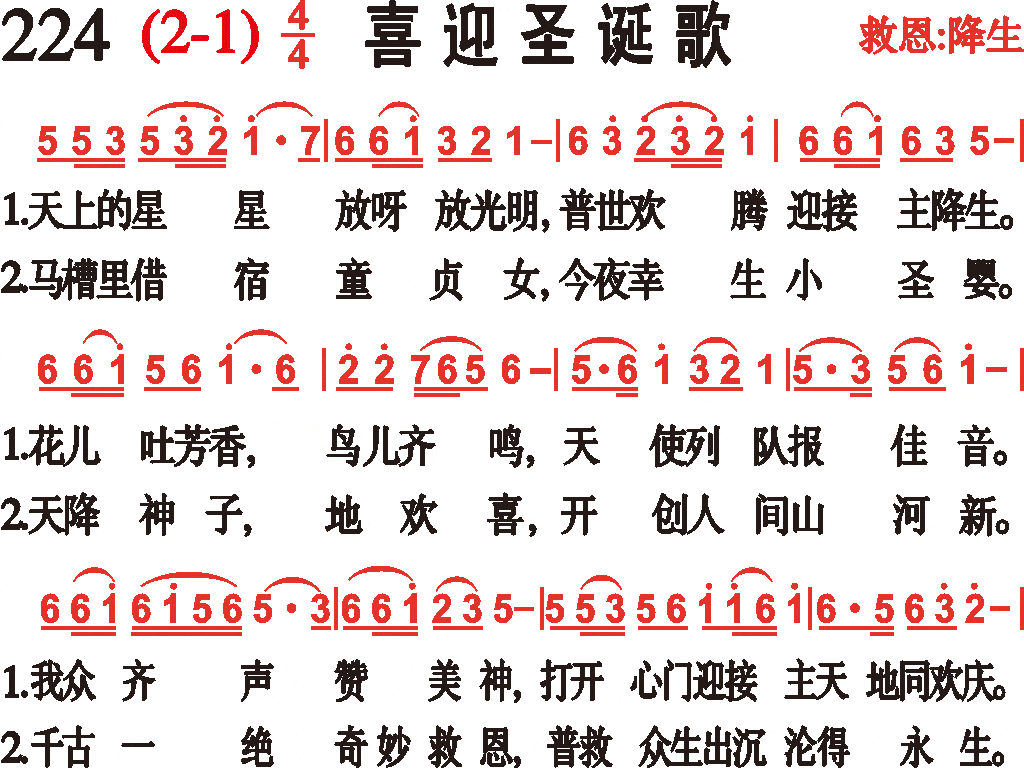 224 (2-1) 4/4 喜迎圣诞歌 救恩:降生
5 5 3 5 3̇ 2̇ 1̇ · 7 | 6 6 1̇ 3 2 1 – | 6 3̇ 2̇ 3̇ 2̇ 1̇ | 6 6 1̇ 6 3 5 – |
1.天上的星 星 放呀 放光明,普世欢 腾 迎接 主降生。
2.马槽里借 宿 童 贞 女,今夜幸 生 小 圣 婴。
6 6 1̇ 5 6 1̇ · 6 | 2̇ 2̇ 7 6 5 6 – | 5 · 6 1̇ 3 2 1 | 5 · 3 5 6 1̇ – |
1.花儿 吐芳香, 鸟儿齐 鸣, 天 使列 队报 佳 音。
2.天降 神 子, 地 欢 喜, 开 创人 间山 河 新。
6 6 1̇ 6 1̇ 5 6 5 · 3 | 6 6 1̇ 2 3 5 – | 5 5 3 5 6 1̇ 1̇ 6 1̇ | 6 · 5 6 3̇ 2̇ – |
1.我众 齐 声 赞 美 神, 打开 心门迎接 主天 地同欢庆。
2.千古 一 绝 奇妙 救 恩, 普救 众生出沉 沦得 永 生。